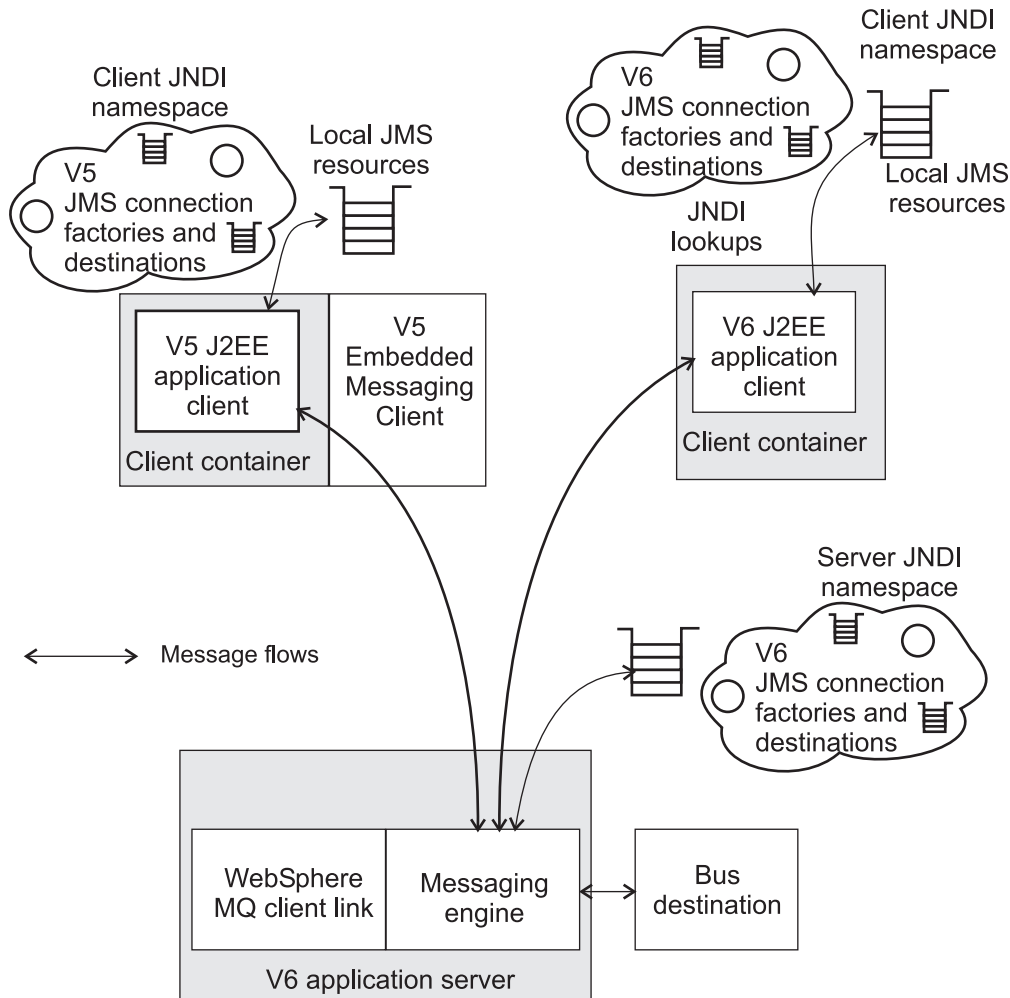 Client JNDI
namespace
V5
JMS connection
factories and
destinations
Local JMS
resources
Client JNDI
namespace
V6
JMS connection
factories and
destinations
Local JMS
resources
JNDI
lookups
V5 J2EE
application
client
Client container
V5
Embedded
Messaging
Client
V6 J2EE
application
client
Client container
Server JNDI
namespace
V6
JMS connection
factories and
destinations
Message flows
WebSphere
MQ client link
Messaging
engine
Bus
destination
V6 application server